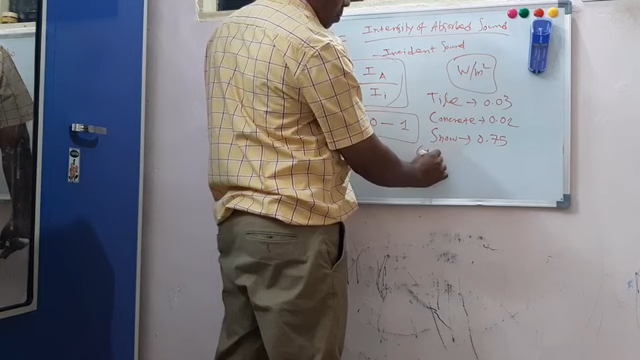 = Intensity of Absorbed Sound
Incident Sound
I_A
I_i
W/m²
Tile → 0.03
0 – 1
Concrete → 0.02
Snow → 0.75